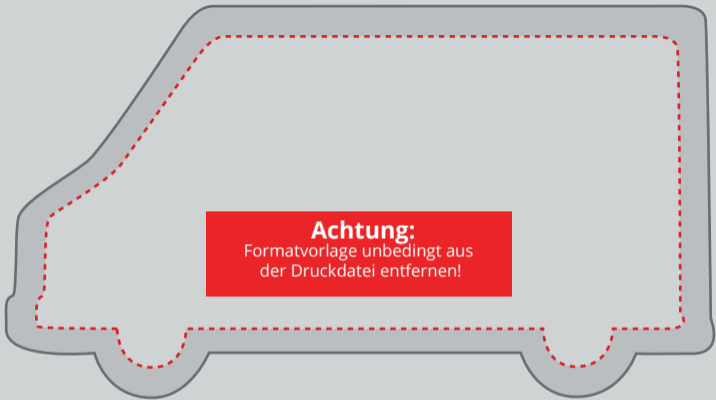 Achtung:
Formatvorlage unbedingt aus
der Druckdatei entfernen!